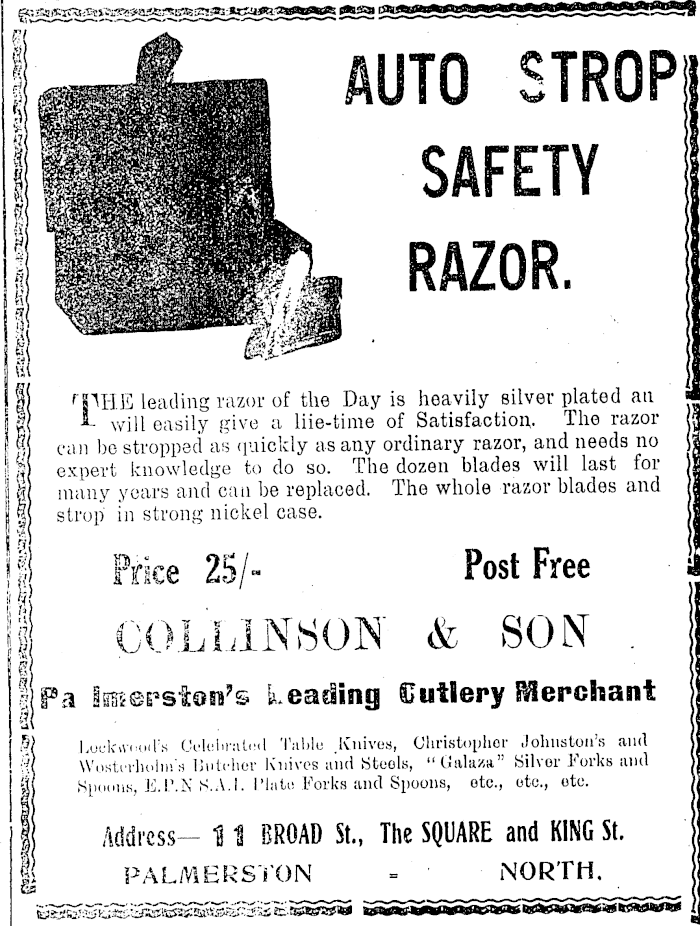 AUTO STROP
SAFETY
RAZOR.
THE leading razor of the Day is heavily silver plated an
will easily give a liie-time of Satisfaction. The razor
can be stropped as quickly as any ordinary razor, and needs no
expert knowledge to do so. The dozen blades will last for
many years and can be replaced. The whole razor blades and
strop in strong nickel case.
Price 25/- Post Free
COLLINSON & SON
Palmerston's Leading Cutlery Merchant
Lockwood's Celebrated Table Knives, Christopher Johnston's and
Wosterholm's Butcher Knives and Steels, "Galaza" Silver Forks and
Spoons, E.P.N S.A.I. Plate Forks and Spoons, etc., etc., etc.
Address— 11 BROAD St., The SQUARE and KING St.
PALMERSTON - NORTH.